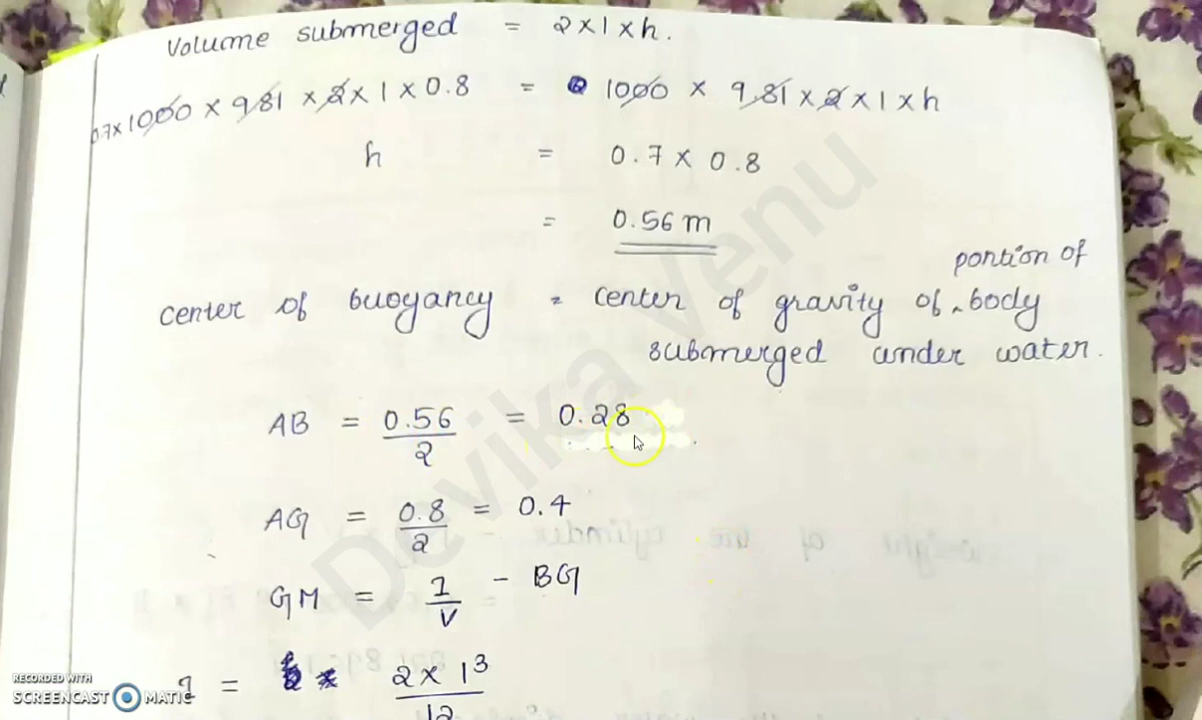 Volume submerged = 2 x 1 x h.
0.7 x 1000 x 9.81 x 2 x 1 x 0.8 = 1000 x 9.81 x 2 x 1 x h
h = 0.7 x 0.8
= 0.56 m
portion of
center of buoyancy = center of gravity of body
submerged under water.
AB = 0.56/2 = 0.28
AG = 0.8/2 = 0.4
GM = I/V - BG
I = 2 x 1³/12
Devika Venu
RECORDED WITH
SCREENCAST MATIC